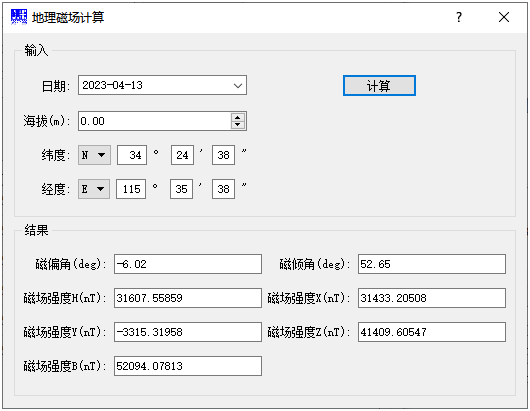 地理磁场计算
输入
日期: 2023-04-13 计算
海拔(m): 0.00
纬度: N 34 ° 24 ′ 38 ″
经度: E 115 ° 35 ′ 38 ″
结果
磁偏角(deg): -6.02 磁倾角(deg): 52.65
磁场强度H(nT): 31607.55859 磁场强度X(nT): 31433.20508
磁场强度Y(nT): -3315.31958 磁场强度Z(nT): 41409.60547
磁场强度B(nT): 52094.07813